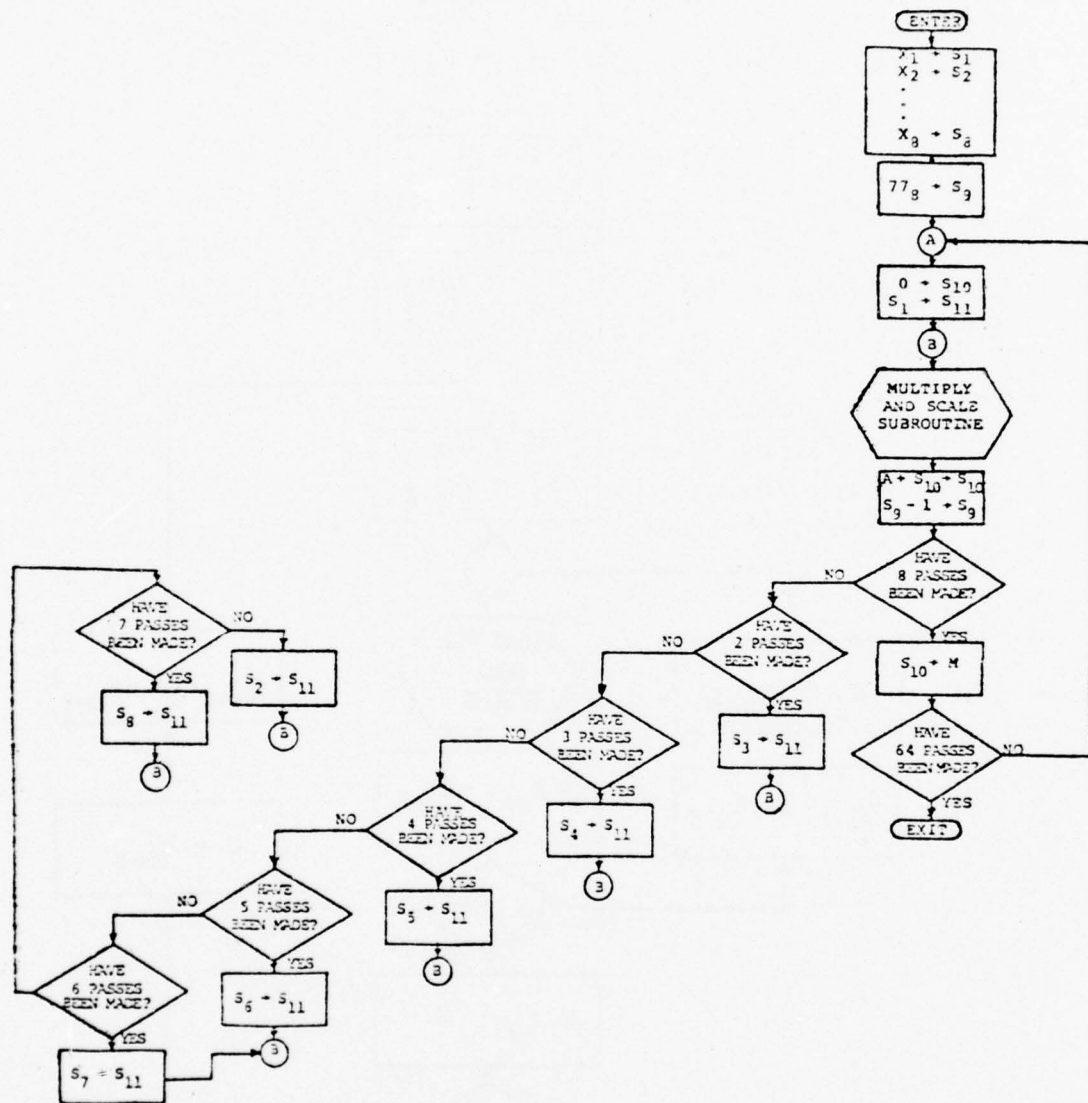 ENTER
X1 → S1
X2 → S2
.
.
.
X8 → S8
778 → S9
A
0 → S10
S1 → S11
B
MULTIPLY
AND SCALE
SUBROUTINE
A + S10 → S10
S9 - 1 → S9
HAVE
8 PASSES
BEEN MADE?
NO
YES
S10 → M
HAVE
64 PASSES
BEEN MADE?
NO
YES
EXIT
HAVE
2 PASSES
BEEN MADE?
NO
YES
S3 → S11
B
HAVE
3 PASSES
BEEN MADE?
NO
YES
S4 → S11
B
HAVE
4 PASSES
BEEN MADE?
NO
YES
S5 → S11
B
HAVE
5 PASSES
BEEN MADE?
NO
YES
S6 → S11
B
HAVE
6 PASSES
BEEN MADE?
YES
S7 → S11
HAVE
7 PASSES
BEEN MADE?
NO
YES
S2 → S11
B
S8 → S11
B